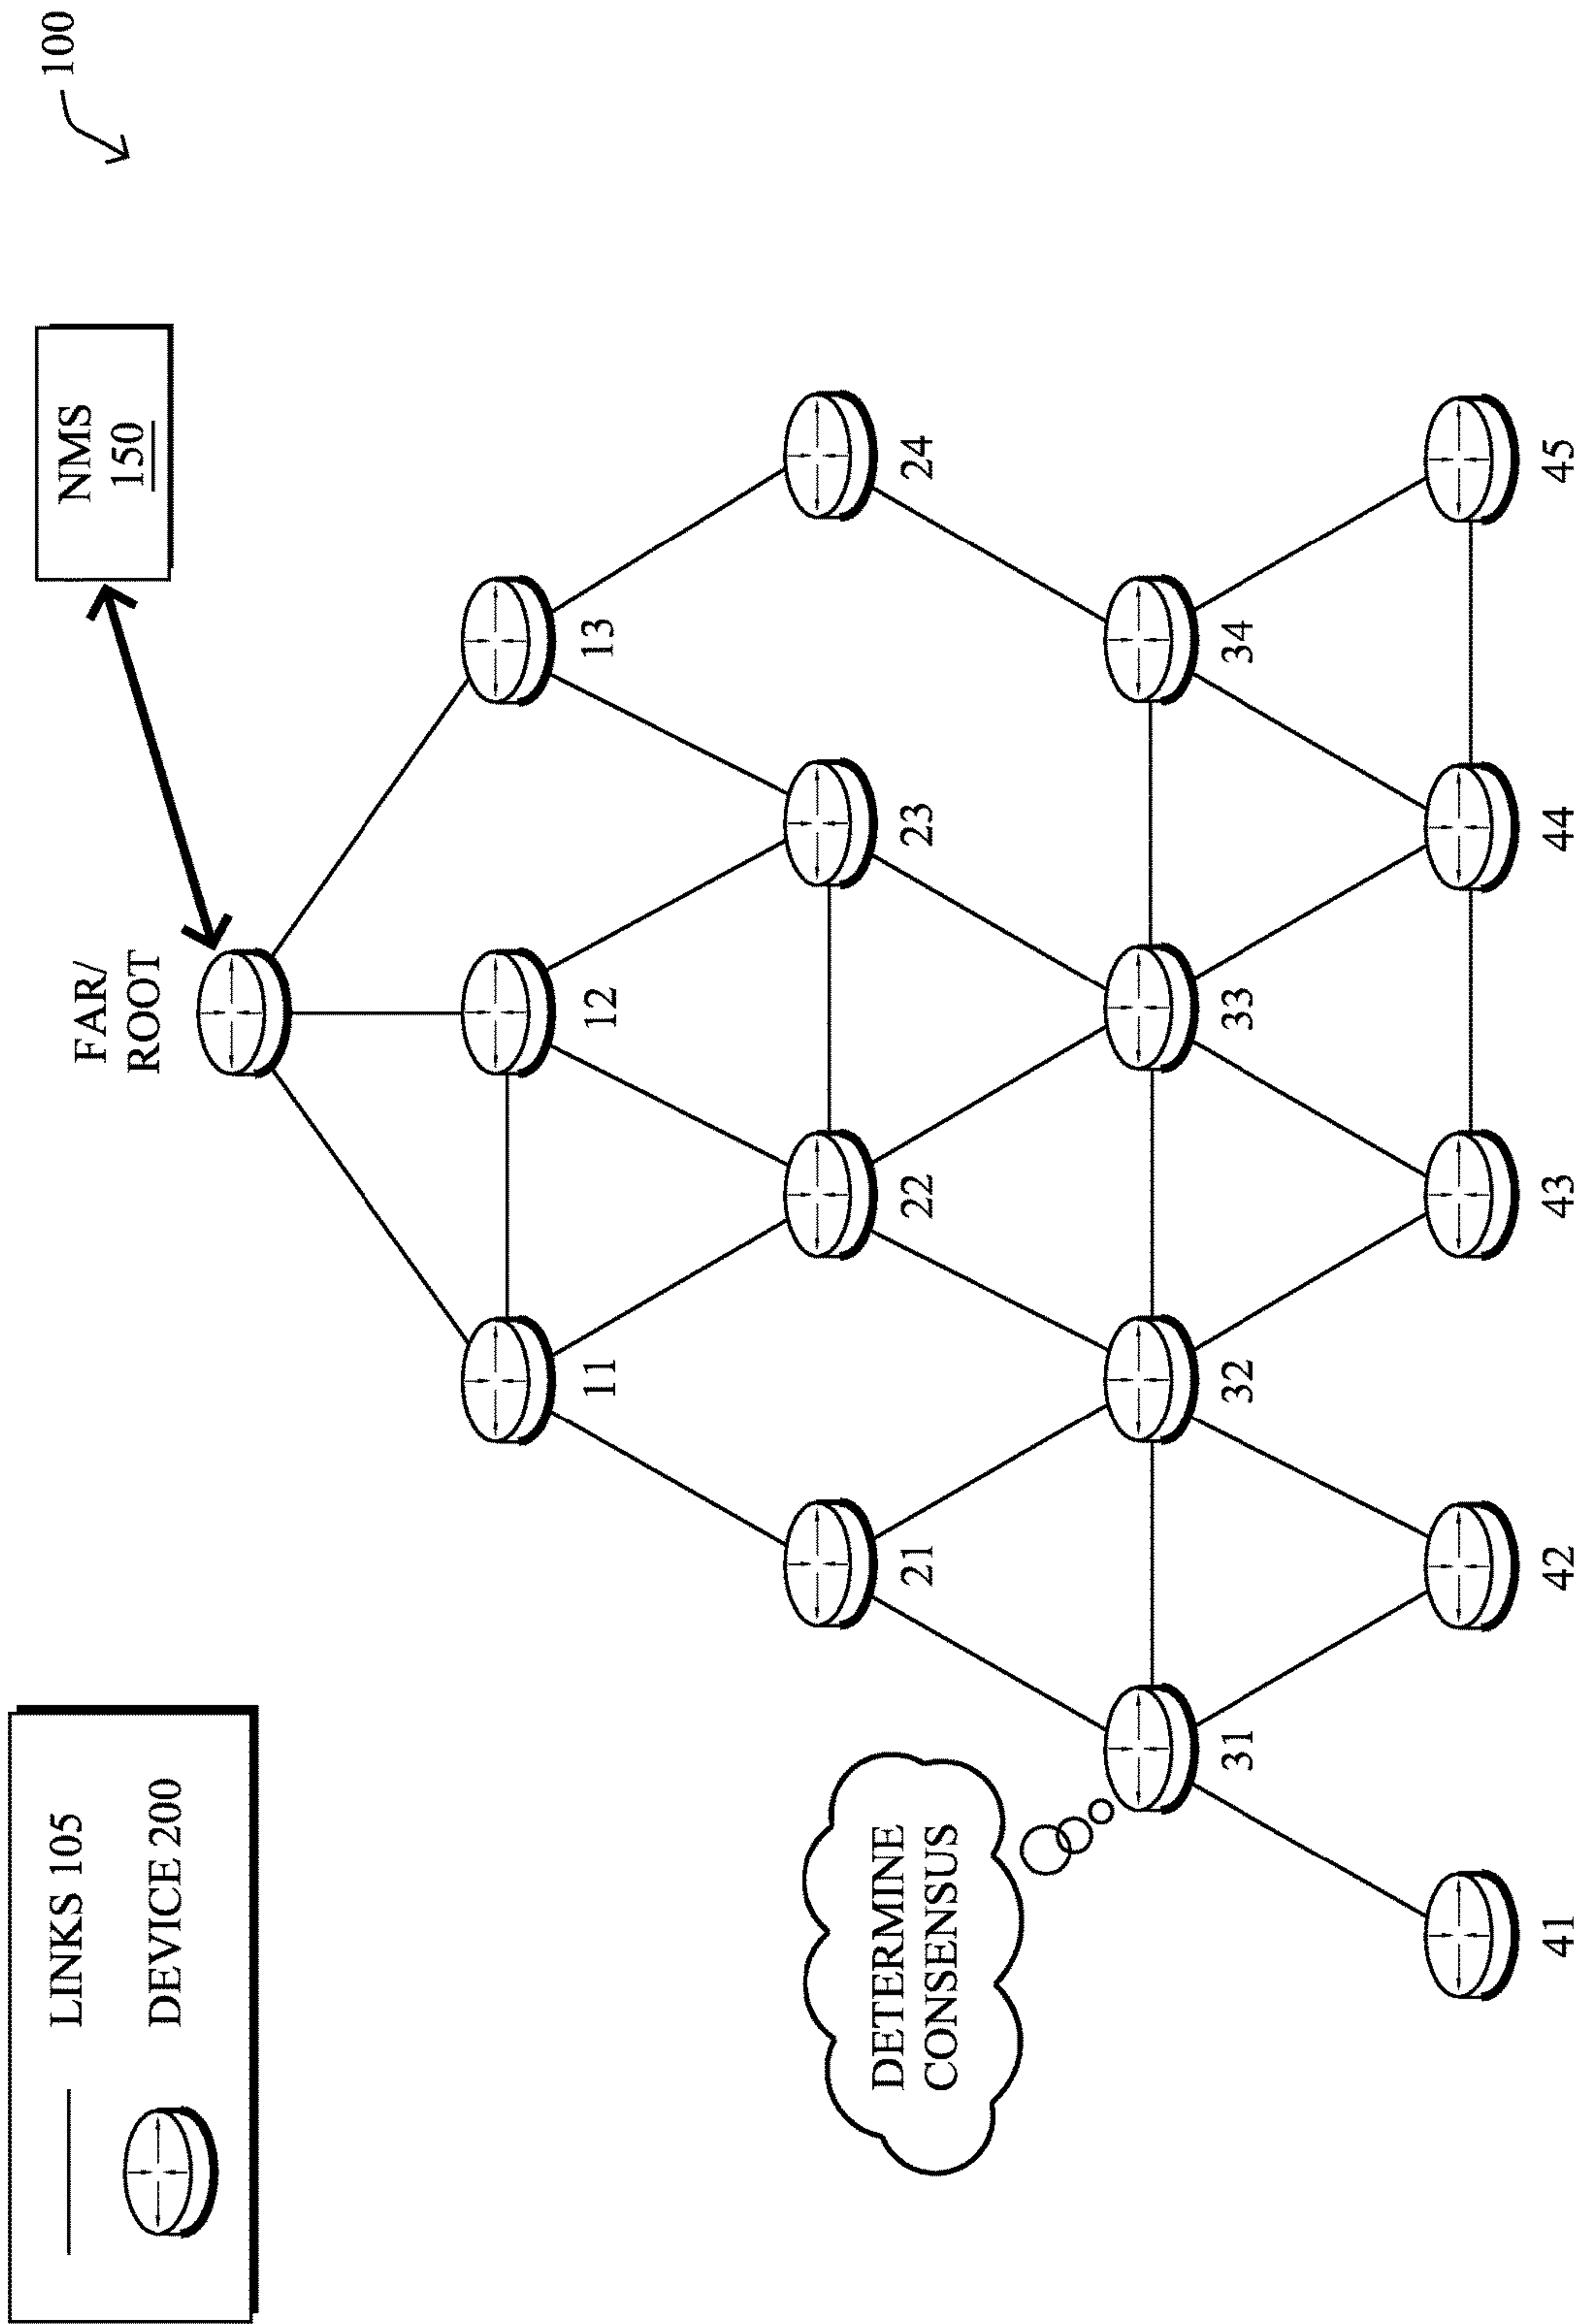 100
NMS
150
FAR/
ROOT
LINKS 105
DEVICE 200
11
12
13
21
22
23
24
DETERMINE
CONSENSUS
31
32
33
34
41
42
43
44
45